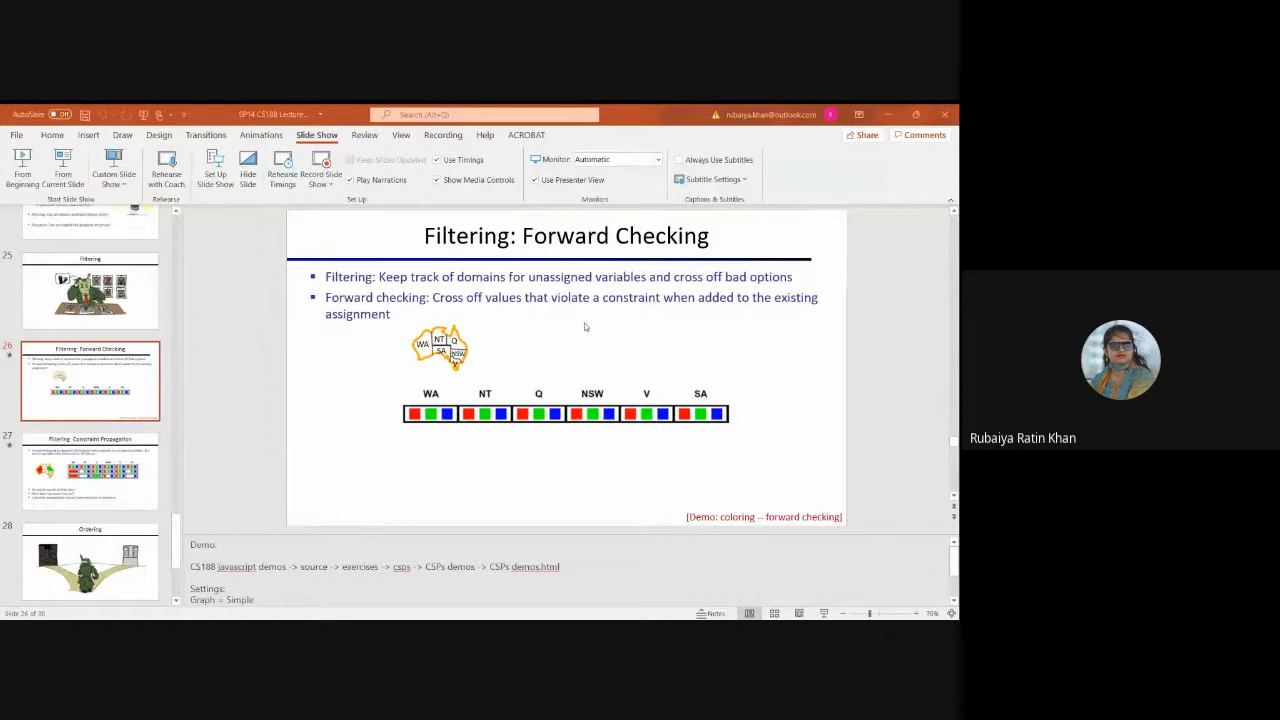 AutoSave Off
SP14 CS188 Lecture...
Search (Alt+Q)
rubaiya.khan@outlook.com
R
File Home Insert Draw Design Transitions Animations Slide Show Review View Recording Help ACROBAT
Share Comments
From Beginning
From Current Slide
Custom Slide Show
Rehearse with Coach
Set Up Slide Show
Hide Slide
Rehearse Timings
Record Slide Show
Keep Slides Updated
Use Timings
Play Narrations
Show Media Controls
Monitor: Automatic
Use Presenter View
Always Use Subtitles
Subtitle Settings
Start Slide Show Rehearse Set Up Monitors Captions & Subtitles
25
Filtering
26
Filtering: Forward Checking
27
Filtering: Constraint Propagation
28
Ordering
Filtering: Forward Checking
Filtering: Keep track of domains for unassigned variables and cross off bad options
Forward checking: Cross off values that violate a constraint when added to the existing
assignment
WA NT Q
SA NSW
V
WA NT Q NSW V SA
[Demo: coloring -- forward checking]
Demo:
CS188 javascript demos -> source -> exercises -> csps -> CSPs demos -> CSPs demos.html
Settings:
Graph = Simple
Slide 26 of 30
Notes
70%
Rubaiya Ratin Khan